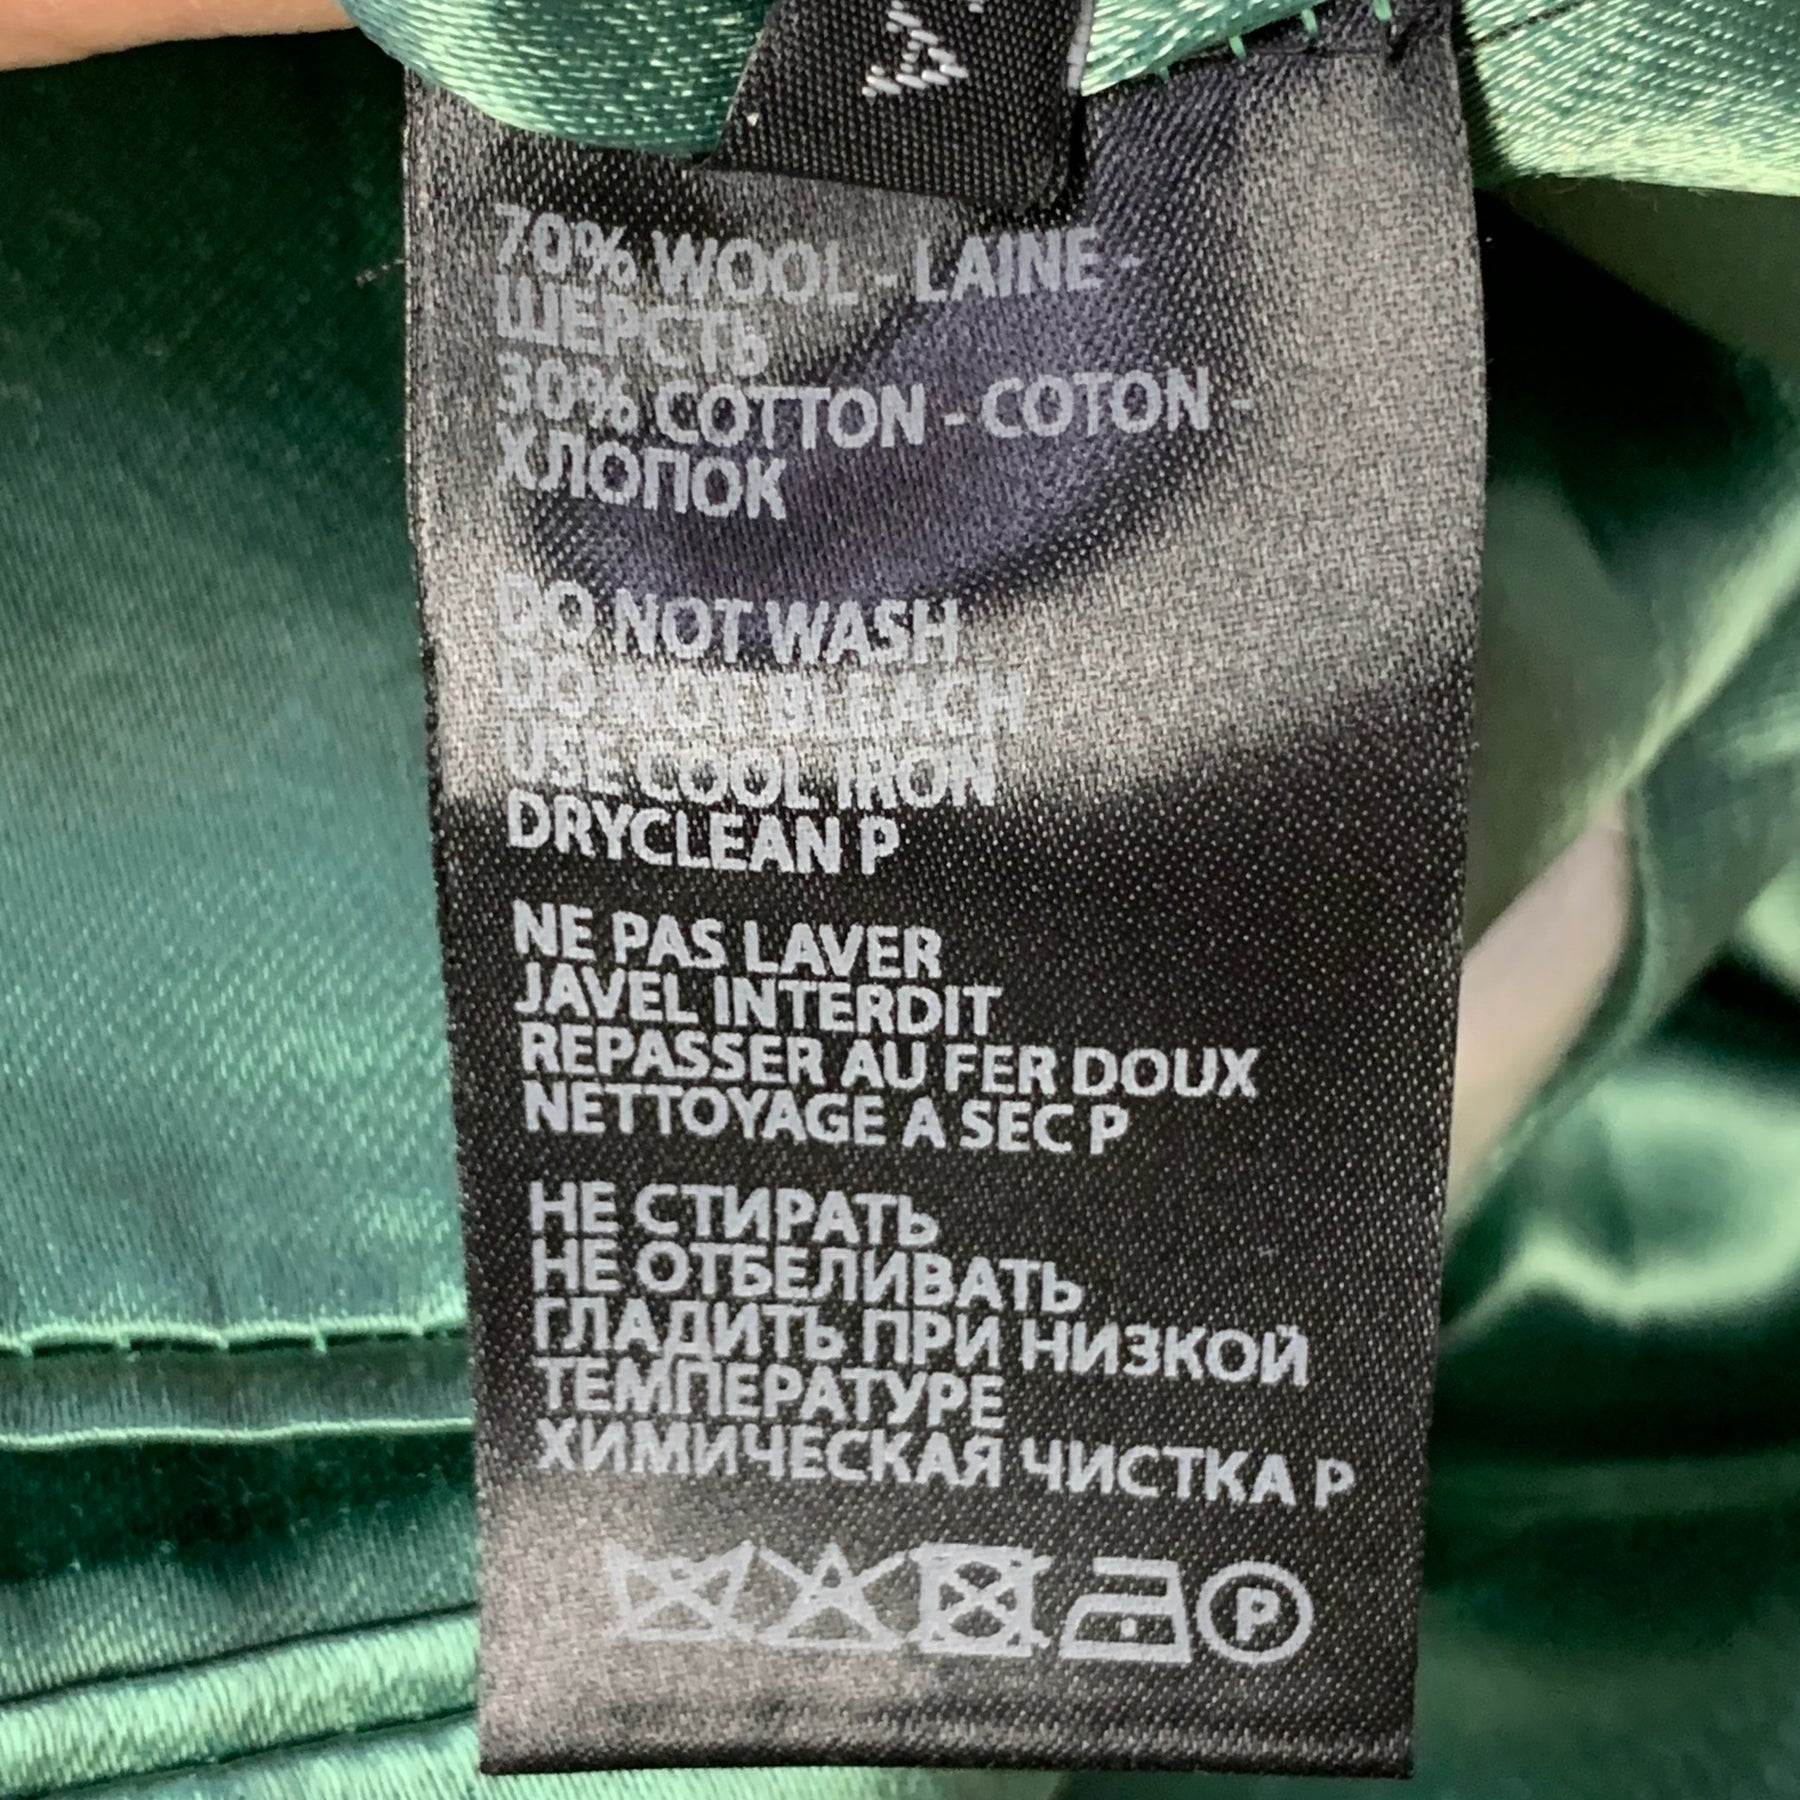 70% WOOL - LAINE -
ШЕРСТЬ
30% COTTON - COTON -
ХЛОПОК
DO NOT WASH
DO NOT BLEACH
USE COOL IRON
DRYCLEAN P
NE PAS LAVER
JAVEL INTERDIT
REPASSER AU FER DOUX
NETTOYAGE A SEC P
НЕ СТИРАТЬ
НЕ ОТБЕЛИВАТЬ
ГЛАДИТЬ ПРИ НИЗКОЙ
ТЕМПЕРАТУРЕ
ХИМИЧЕСКАЯ ЧИСТКА P
P